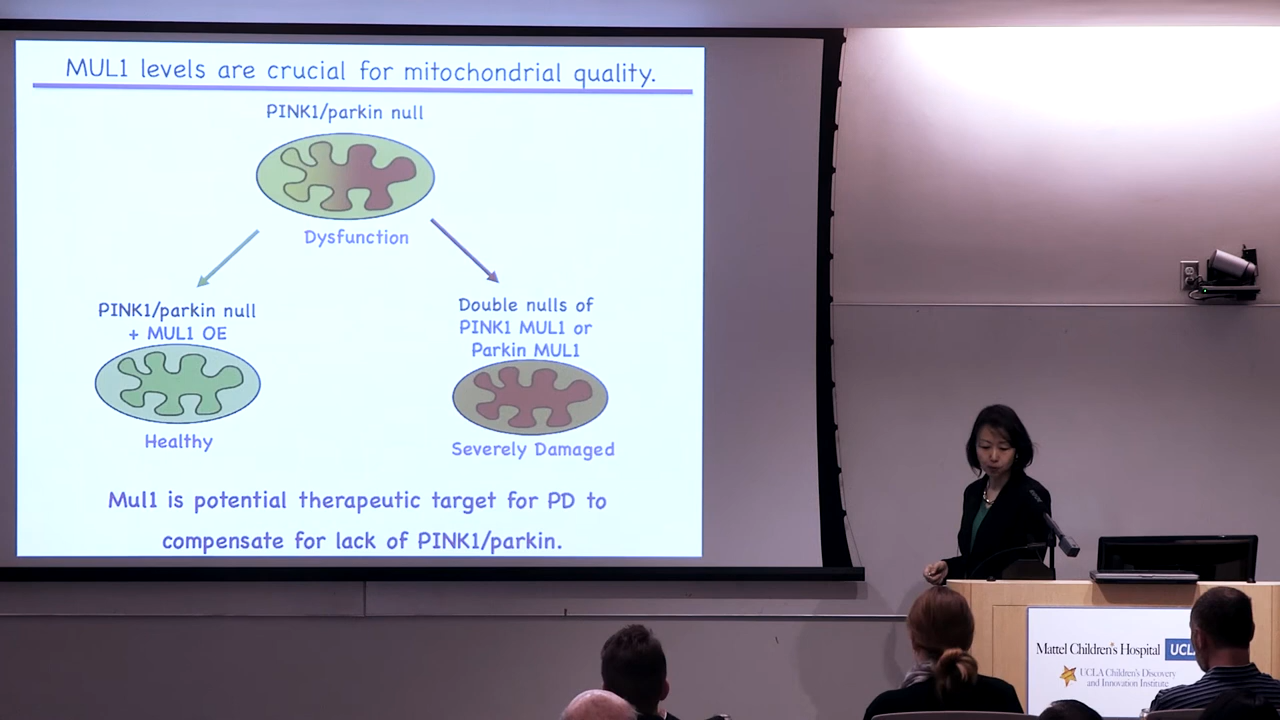 MUL1 levels are crucial for mitochondrial quality.
PINK1/parkin null
Dysfunction
PINK1/parkin null
+ MUL1 OE
Healthy
Double nulls of
PINK1 MUL1 or
Parkin MUL1
Severely Damaged
Mul1 is potential therapeutic target for PD to
compensate for lack of PINK1/parkin.
Mattel Children's Hospital
UCLA Children's Discovery
and Innovation Institute